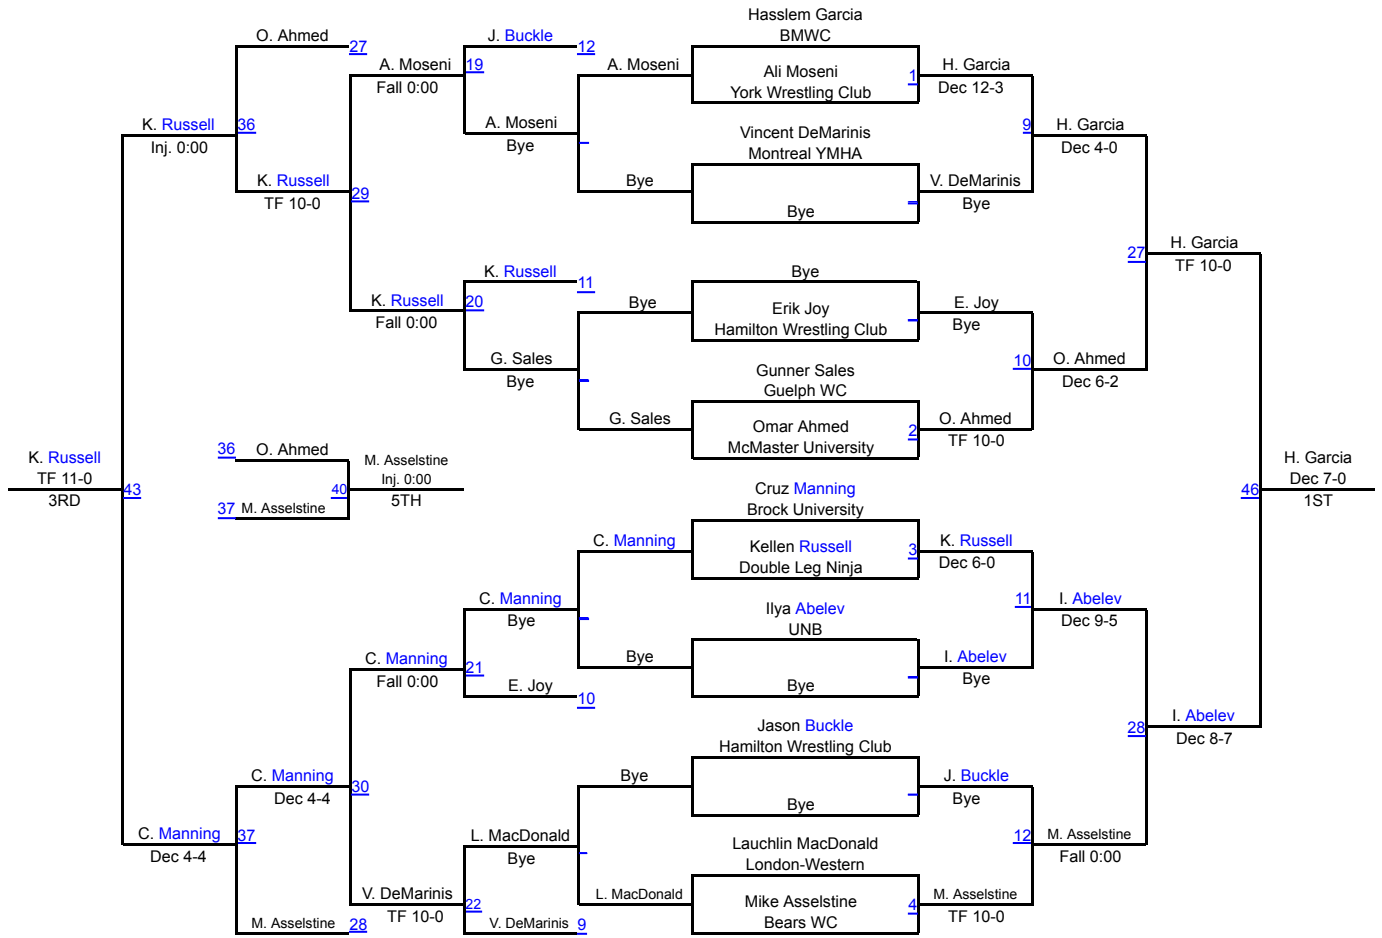 Hasslem Garcia
BMWC
O. Ahmed
27
J. Buckle
12
A. Moseni
19
Fall 0:00
A. Moseni
Ali Moseni
York Wrestling Club
1
H. Garcia
Dec 12-3
K. Russell
36
Inj. 0:00
A. Moseni
Bye
Vincent DeMarinis
Montreal YMHA
9
H. Garcia
Dec 4-0
K. Russell
29
TF 10-0
Bye
Bye
V. DeMarinis
Bye
27
H. Garcia
TF 10-0
K. Russell
11
Bye
K. Russell
20
Fall 0:00
Bye
Erik Joy
Hamilton Wrestling Club
E. Joy
Bye
G. Sales
Bye
Gunner Sales
Guelph WC
10
O. Ahmed
Dec 6-2
G. Sales
Omar Ahmed
McMaster University
2
O. Ahmed
TF 10-0
K. Russell
TF 11-0
3RD
43
36
O. Ahmed
37
M. Asselstine
40
M. Asselstine
Inj. 0:00
5TH
46
H. Garcia
Dec 7-0
1ST
Cruz Manning
Brock University
C. Manning
Kellen Russell
Double Leg Ninja
3
K. Russell
Dec 6-0
C. Manning
Bye
Ilya Abelev
UNB
11
I. Abelev
Dec 9-5
C. Manning
21
Fall 0:00
Bye
Bye
I. Abelev
Bye
E. Joy
10
Jason Buckle
Hamilton Wrestling Club
28
I. Abelev
Dec 8-7
C. Manning
30
Dec 4-4
Bye
Bye
J. Buckle
Bye
C. Manning
37
Dec 4-4
L. MacDonald
Bye
Lauchlin MacDonald
London-Western
12
M. Asselstine
Fall 0:00
V. DeMarinis
22
TF 10-0
L. MacDonald
Mike Asselstine
Bears WC
4
M. Asselstine
TF 10-0
M. Asselstine
28
V. DeMarinis
9